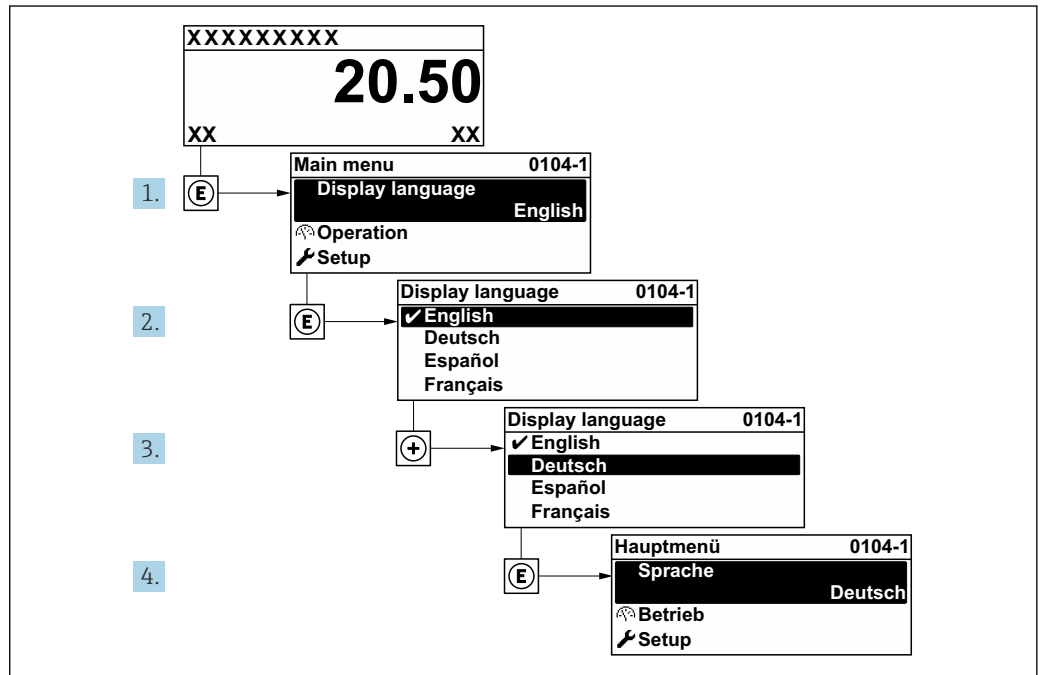 XXXXXXXXX
20.50
XX XX
1. E
Main menu 0104-1
Display language
English
Operation
Setup
2. E
Display language 0104-1
✔English
Deutsch
Español
Français
3. +
Display language 0104-1
✔English
Deutsch
Español
Français
4. E
Hauptmenü 0104-1
Sprache
Deutsch
Betrieb
Setup